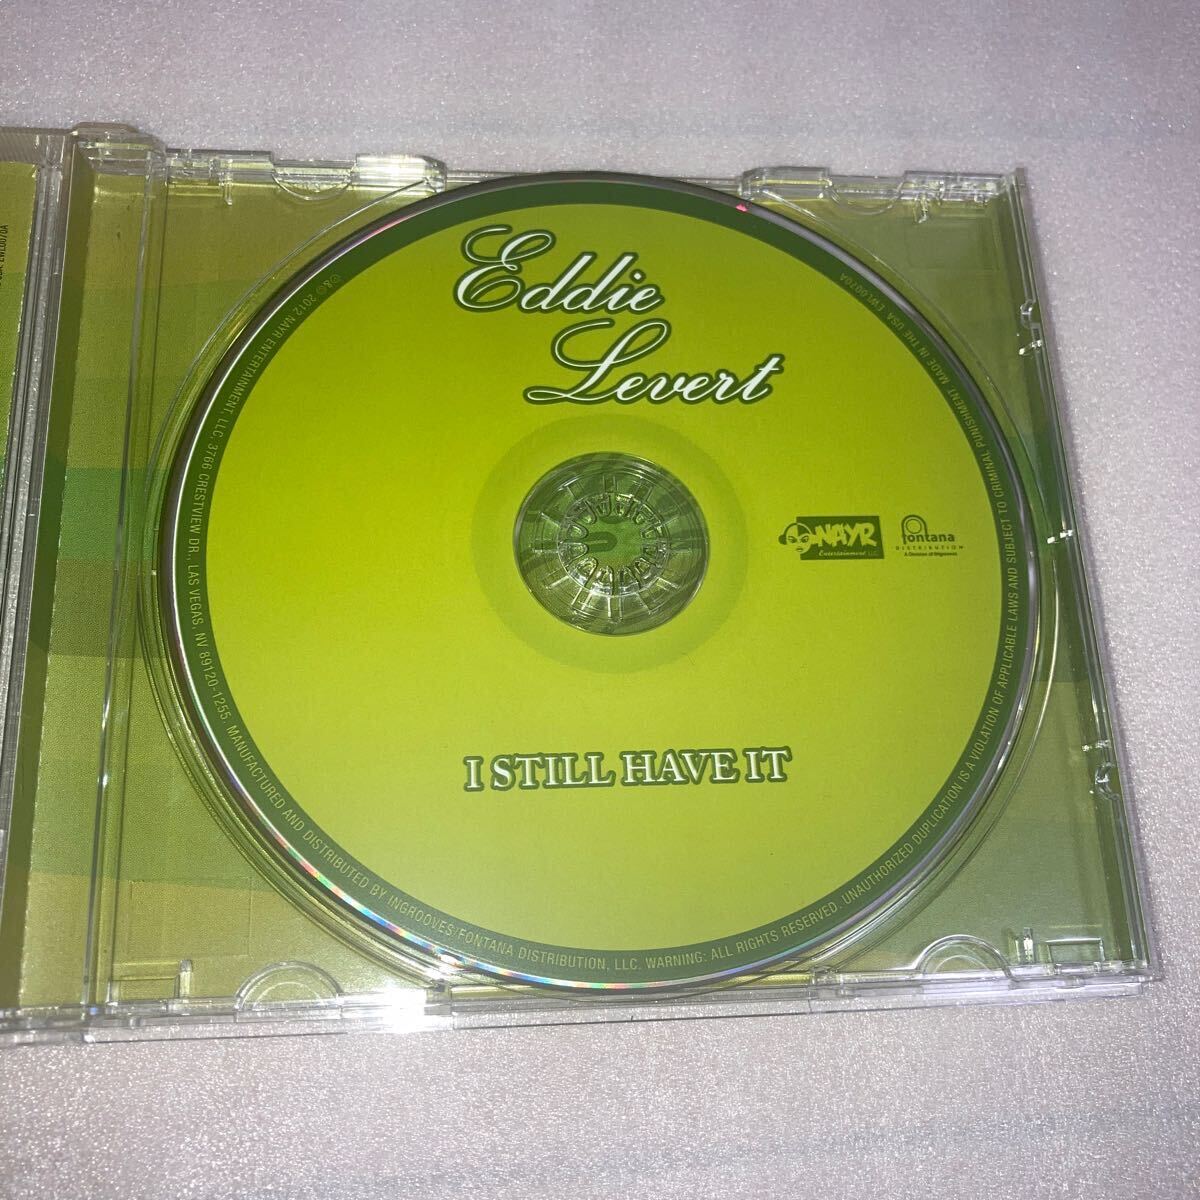 Eddie
Levert
NAYR
Entertainment LLC
fontana
DISTRIBUTION
A Division of INgrooves
I STILL HAVE IT
℗&© 2012 NAYR ENTERTAINMENT, LLC. 3766 CRESTVIEW DR., LAS VEGAS, NV 89120-1255. MANUFACTURED AND DISTRIBUTED BY INGROOVES/FONTANA DISTRIBUTION, LLC. WARNING: ALL RIGHTS RESERVED. UNAUTHORIZED DUPLICATION IS A VIOLATION OF APPLICABLE LAWS AND SUBJECT TO CRIMINAL PUNISHMENT MADE IN THE USA. EWL0070A
EWL0070A